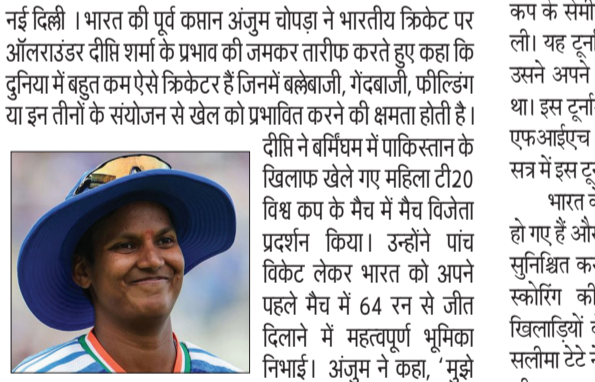 नई दिल्ली । भारत की पूर्व कप्तान अंजुम चोपड़ा ने भारतीय क्रिकेट पर
ऑलराउंडर दीप्ति शर्मा के प्रभाव की जमकर तारीफ करते हुए कहा कि
दुनिया में बहुत कम ऐसे क्रिकेटर हैं जिनमें बल्लेबाजी, गेंदबाजी, फील्डिंग
या इन तीनों के संयोजन से खेल को प्रभावित करने की क्षमता होती है।
दीप्ति ने बर्मिंघम में पाकिस्तान के
खिलाफ खेले गए महिला टी20
विश्व कप के मैच में मैच विजेता
प्रदर्शन किया। उन्होंने पांच
विकेट लेकर भारत को अपने
पहले मैच में 64 रन से जीत
दिलाने में महत्वपूर्ण भूमिका
निभाई। अंजुम ने कहा, ‘मुझे
कप के सेमी
ली। यह
उसने अपने
था। इस
एफआईएच
सत्र में इस
भारत
हो गए हैं
सुनिश्चित
स्कोरिंग की
खिलाड़ियों
सलीमा टेटे